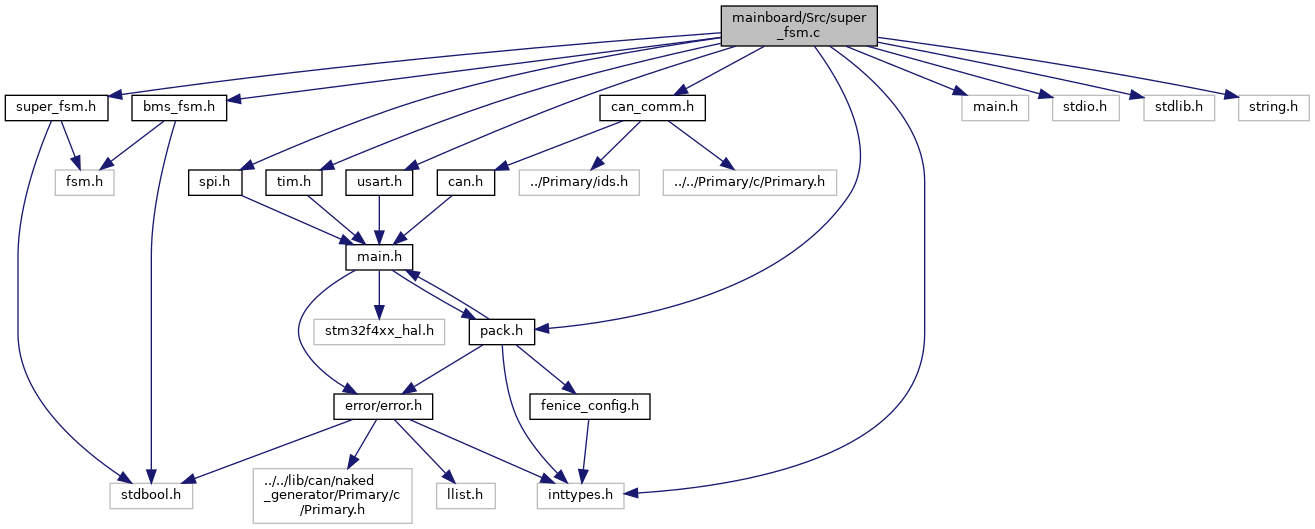 mainboard/Src/super
_fsm.c
super_fsm.h
bms_fsm.h
can_comm.h
main.h
stdio.h
stdlib.h
string.h
fsm.h
spi.h
tim.h
usart.h
can.h
../Primary/ids.h
../../Primary/c/Primary.h
main.h
stm32f4xx_hal.h
pack.h
error/error.h
fenice_config.h
stdbool.h
../../lib/can/naked
_generator/Primary/c
/Primary.h
llist.h
inttypes.h